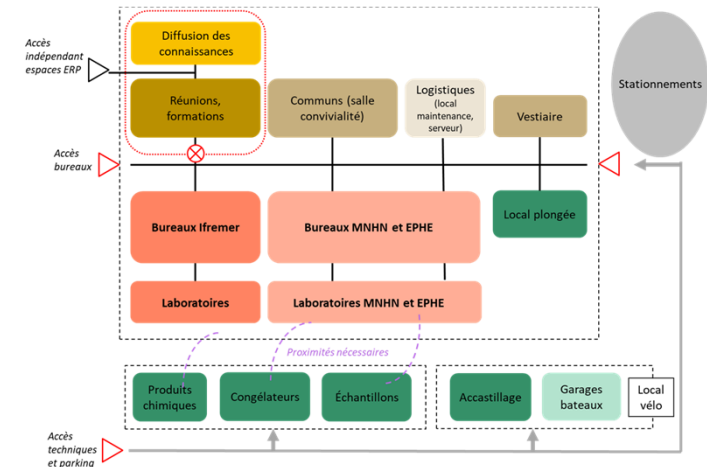 Accès
indépendant
espaces ERP
Diffusion des
connaissances
Réunions,
formations
Communs (salle
convivialité)
Logistiques
(local
maintenance,
serveur)
Vestiaire
Stationnements
Accès
bureaux
Bureaux Ifremer
Bureaux MNHN et EPHE
Local plongée
Laboratoires
Laboratoires MNHN et EPHE
Proximités nécessaires
Produits
chimiques
Congélateurs
Échantillons
Accastillage
Garages
bateaux
Local
vélo
Accès
techniques
et parking